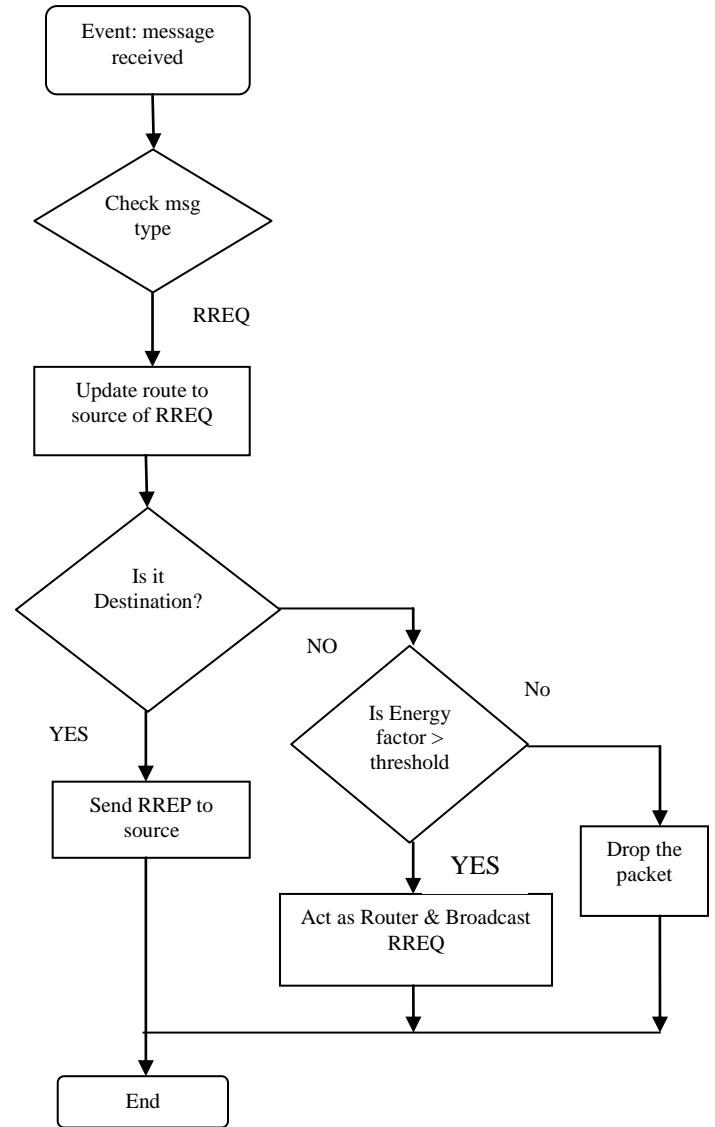 Event: message
received
Check msg
type
RREQ
Update route to
source of RREQ
Is it
Destination?
NO
YES
Is Energy
factor >
threshold
No
Send RREP to
source
YES
Drop the
packet
Act as Router & Broadcast
RREQ
End